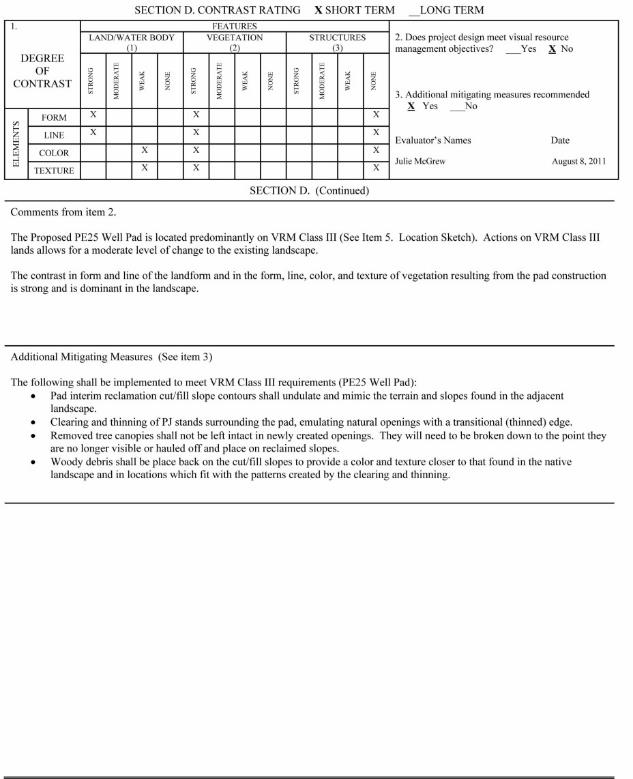 SECTION D. CONTRAST RATING X SHORT TERM __LONG TERM
1.
FEATURES
LAND/WATER BODY VEGETATION STRUCTURES
(1) (2) (3)
DEGREE
OF
CONTRAST
STRONG MODERATE WEAK NONE STRONG MODERATE WEAK NONE STRONG MODERATE WEAK NONE
ELEMENTS
FORM X X X
LINE X X X
COLOR X X X
TEXTURE X X X
2. Does project design meet visual resource
management objectives? ___Yes X No
3. Additional mitigating measures recommended
X Yes ___No
Evaluator's Names Date
Julie McGrew August 8, 2011
SECTION D. (Continued)
Comments from item 2.
The Proposed PE25 Well Pad is located predominantly on VRM Class III (See Item 5. Location Sketch). Actions on VRM Class III
lands allows for a moderate level of change to the existing landscape.
The contrast in form and line of the landform and in the form, line, color, and texture of vegetation resulting from the pad construction
is strong and is dominant in the landscape.
Additional Mitigating Measures (See item 3)
The following shall be implemented to meet VRM Class III requirements (PE25 Well Pad):
• Pad interim reclamation cut/fill slope contours shall undulate and mimic the terrain and slopes found in the adjacent
landscape.
• Clearing and thinning of PJ stands surrounding the pad, emulating natural openings with a transitional (thinned) edge.
• Removed tree canopies shall not be left intact in newly created openings. They will need to be broken down to the point they
are no longer visible or hauled off and place on reclaimed slopes.
• Woody debris shall be place back on the cut/fill slopes to provide a color and texture closer to that found in the native
landscape and in locations which fit with the patterns created by the clearing and thinning.